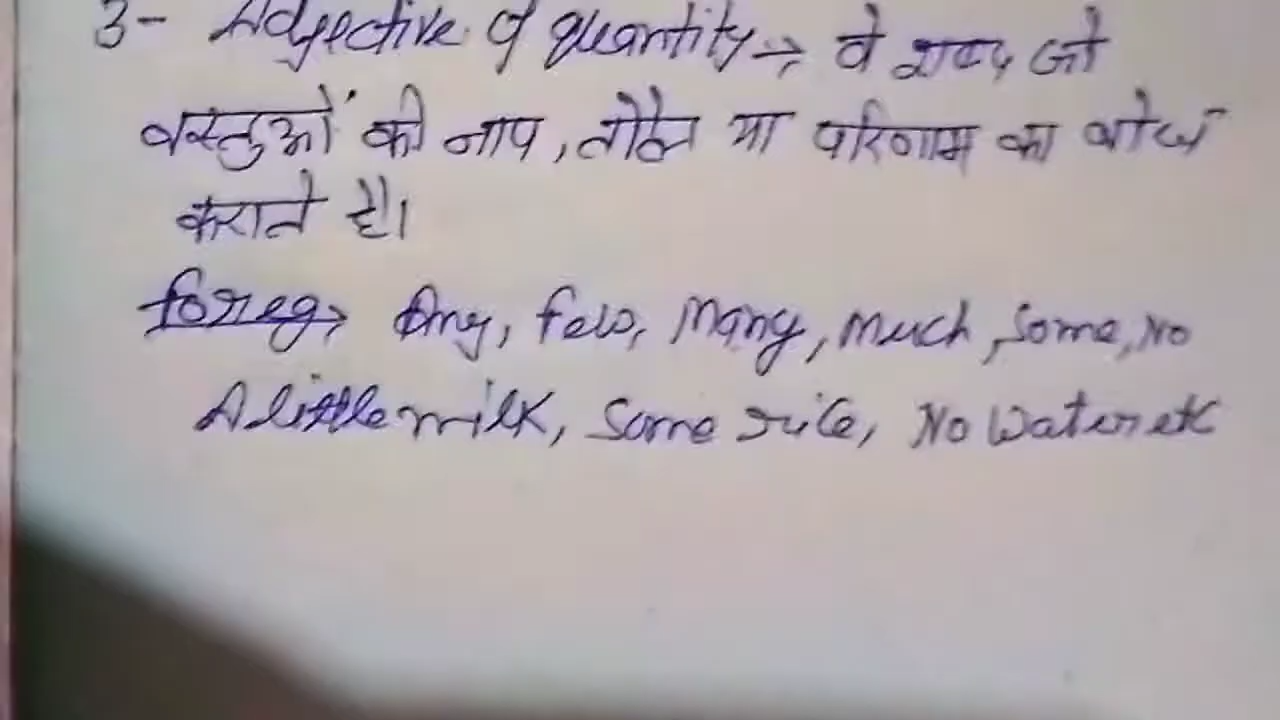 3- Adjective of quantity → वे शब्द जो
वस्तुओं की नाप, तौल या परिणाम का बोध
कराते है।
for eg → Any, few, Many, Much, Some, No
A little milk, Some rice, No Water etc